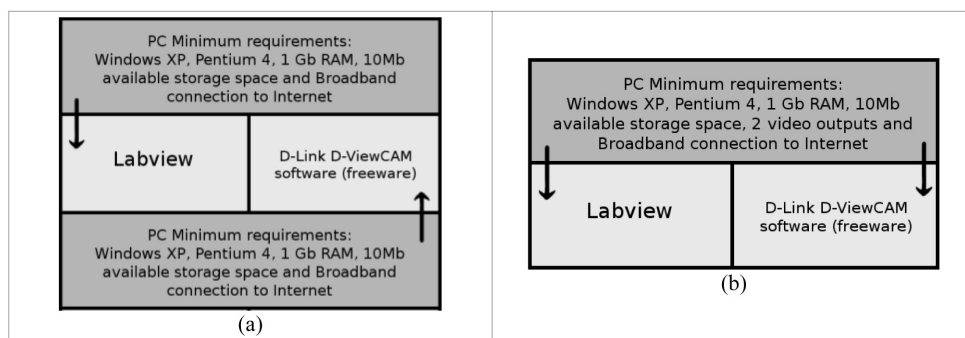 PC Minimum requirements:
Windows XP, Pentium 4, 1 Gb RAM, 10Mb
available storage space and Broadband
connection to Internet
Labview
D-Link D-ViewCAM
software (freeware)
PC Minimum requirements:
Windows XP, Pentium 4, 1 Gb RAM, 10Mb
available storage space and Broadband
connection to Internet
(a)
PC Minimum requirements:
Windows XP, Pentium 4, 1 Gb RAM, 10Mb
available storage space, 2 video outputs and
Broadband connection to Internet
Labview
D-Link D-ViewCAM
software (freeware)
(b)